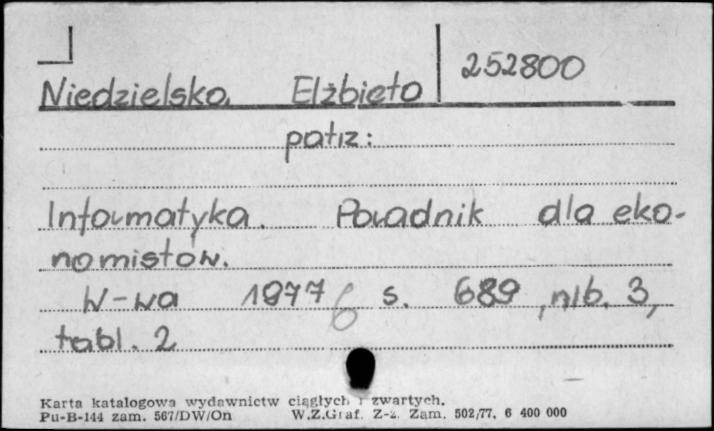 252800
Niedzielska Elżbieta
patrz:
Informatyka. Poradnik dla eko-
nomistów.
W-wa 1977 6 s. 689, nlb. 3,
tabl. 2
Karta katalogowa wydawnictw ciągłych i zwartych.
Pu-B-144 zam. 567/DW/On W.Z.Graf. Z-z. Zam. 502/77. 6 400 000